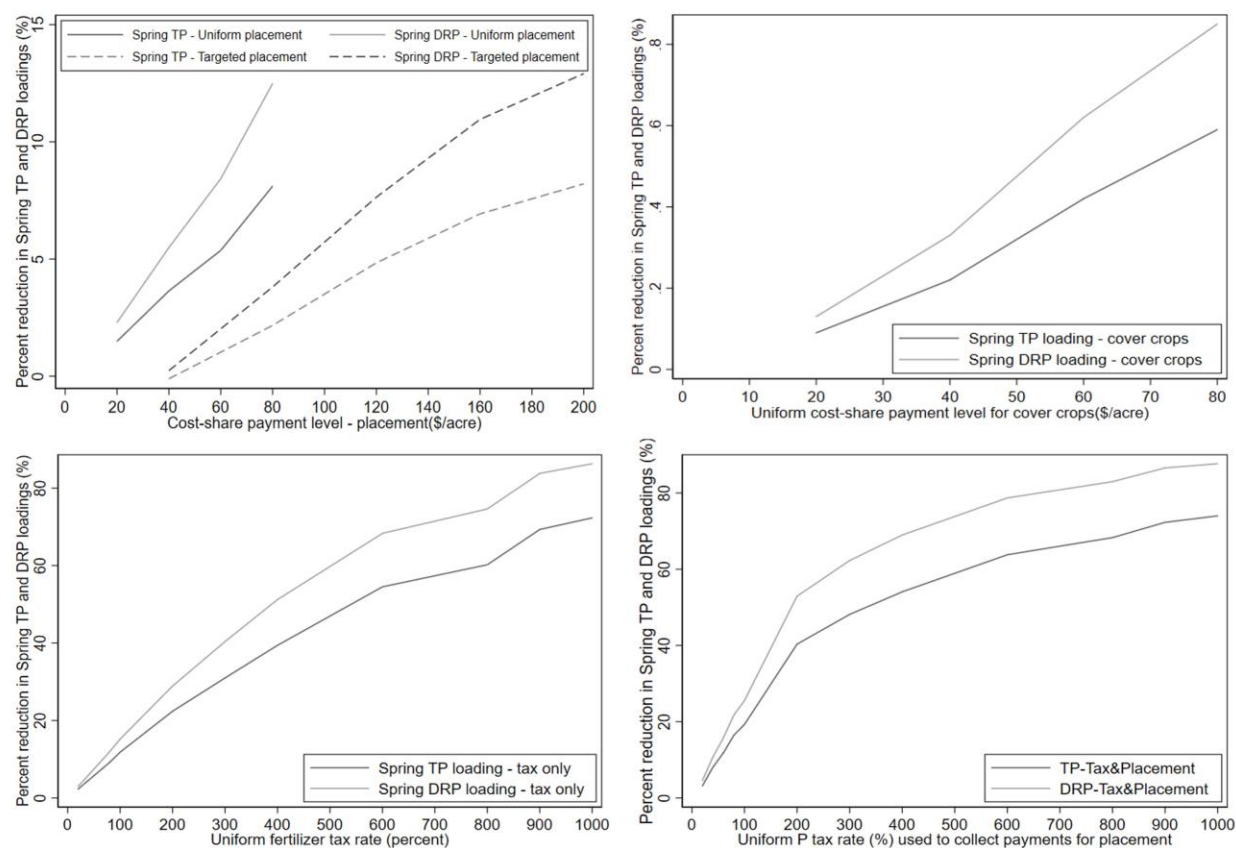 Percent reduction in Spring TP and DRP loadings (%)
15
10
5
0
Spring TP - Uniform placement
Spring DRP - Uniform placement
Spring TP - Targeted placement
Spring DRP - Targeted placement
0 20 40 60 80 100 120 140 160 180 200
Cost-share payment level - placement($/acre)
Percent reduction in Spring TP and DRP loadings (%)
.8
.6
.4
.2
0
Spring TP loading - cover crops
Spring DRP loading - cover crops
0 10 20 30 40 50 60 70 80
Uniform cost-share payment level for cover crops($/acre)
Percent reduction in Spring TP and DRP loadings (%)
80
60
40
20
0
Spring TP loading - tax only
Spring DRP loading - tax only
0 100 200 300 400 500 600 700 800 900 1000
Uniform fertilizer tax rate (percent)
Percent reduction in Spring TP and DRP loadings (%)
80
60
40
20
0
TP-Tax&Placement
DRP-Tax&Placement
0 100 200 300 400 500 600 700 800 900 1000
Uniform P tax rate (%) used to collect payments for placement